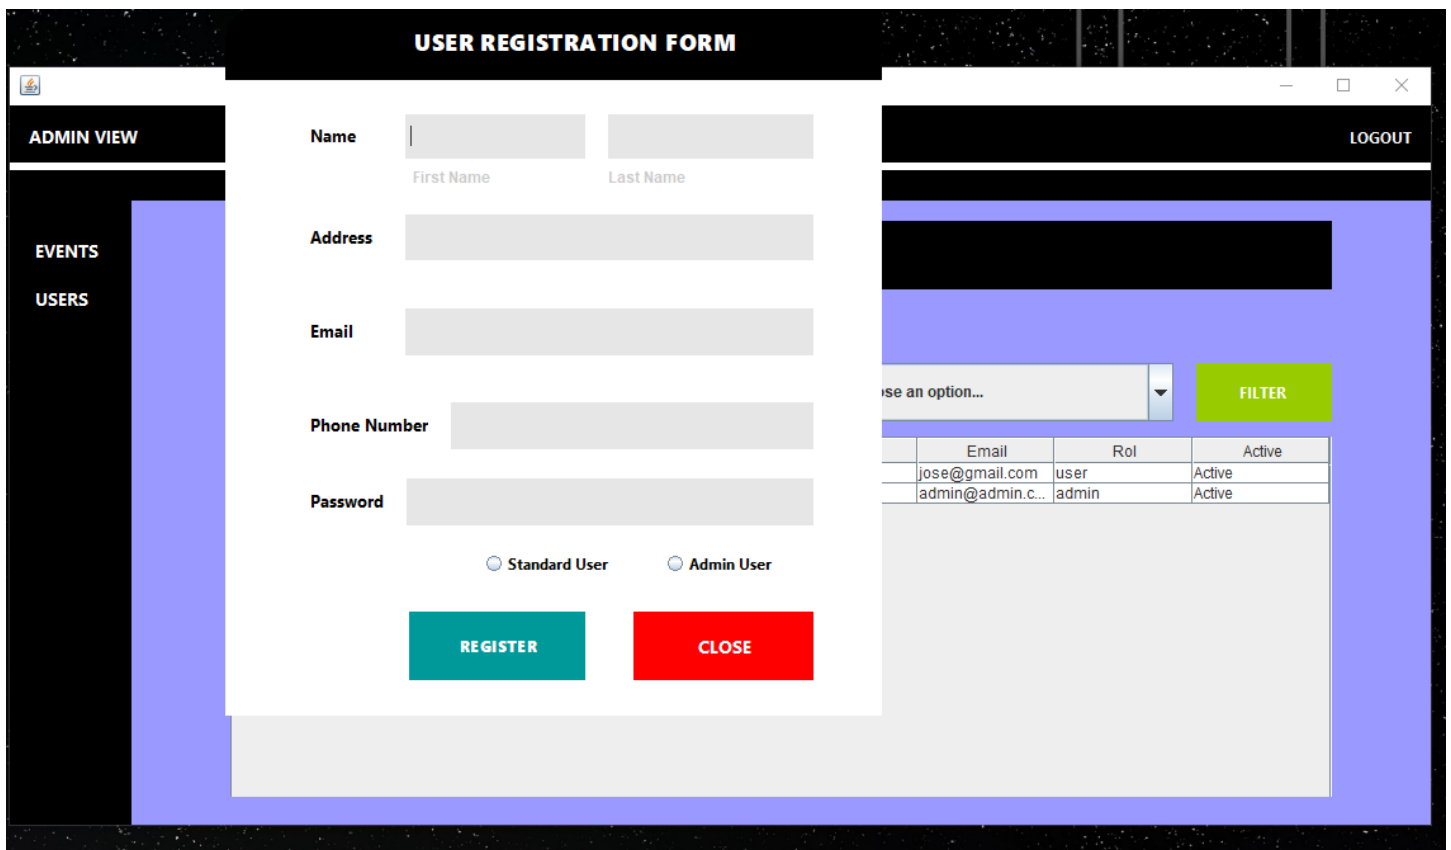 USER REGISTRATION FORM
ADMIN VIEW
LOGOUT
Name
First Name Last Name
Address
EVENTS
USERS
Email
ose an option...
FILTER
Phone Number
Email Rol Active
jose@gmail.com user Active
admin@admin.c... admin Active
Password
Standard User Admin User
REGISTER CLOSE